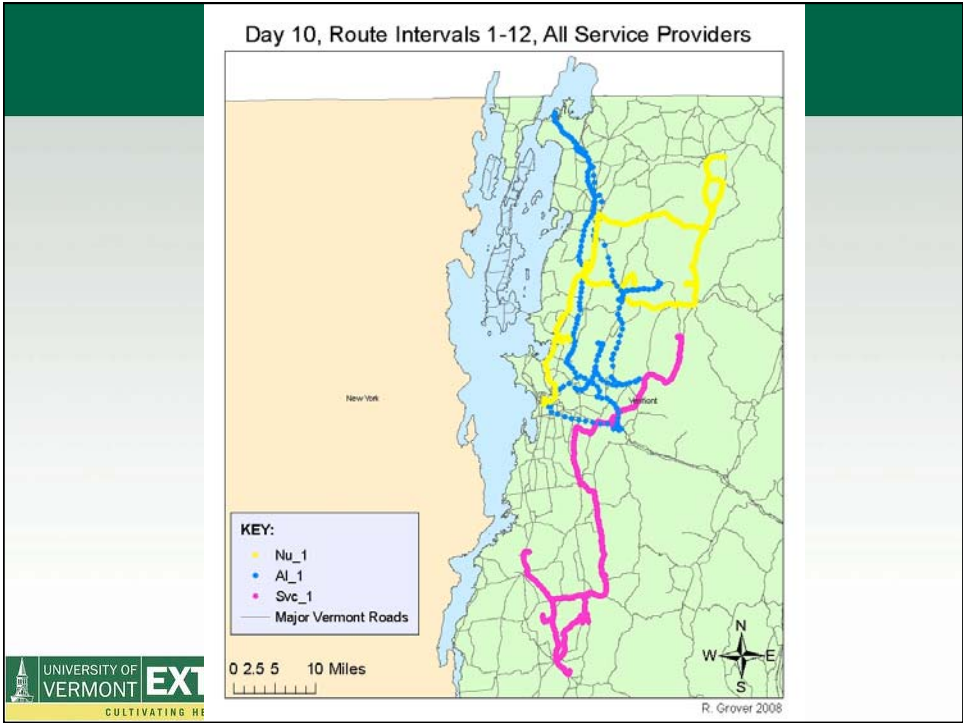 Day 10, Route Intervals 1-12, All Service Providers
New York
Vermont
KEY:
Nu_1
Al_1
Svc_1
Major Vermont Roads
0 2.5 5 10 Miles
N
W E
S
R. Grover 2008
UNIVERSITY OF
VERMONT
EXT
CULTIVATING HE